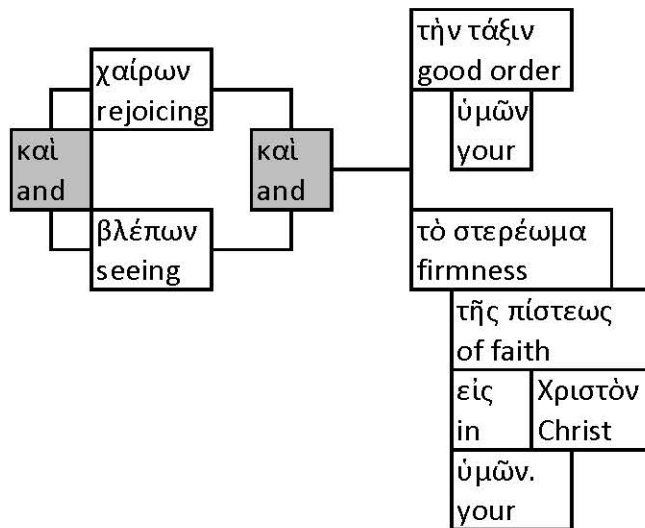 χαίρων
rejoicing
καὶ
and
βλέπων
seeing
καὶ
and
τὴν τάξιν
good order
ὑμῶν
your
τὸ στερέωμα
firmness
τῆς πίστεως
of faith
εἰς
in
Χριστὸν
Christ
ὑμῶν.
your